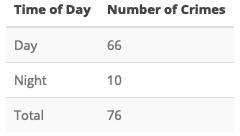 Time of Day Number of Crimes
Day 66
Night 10
Total 76